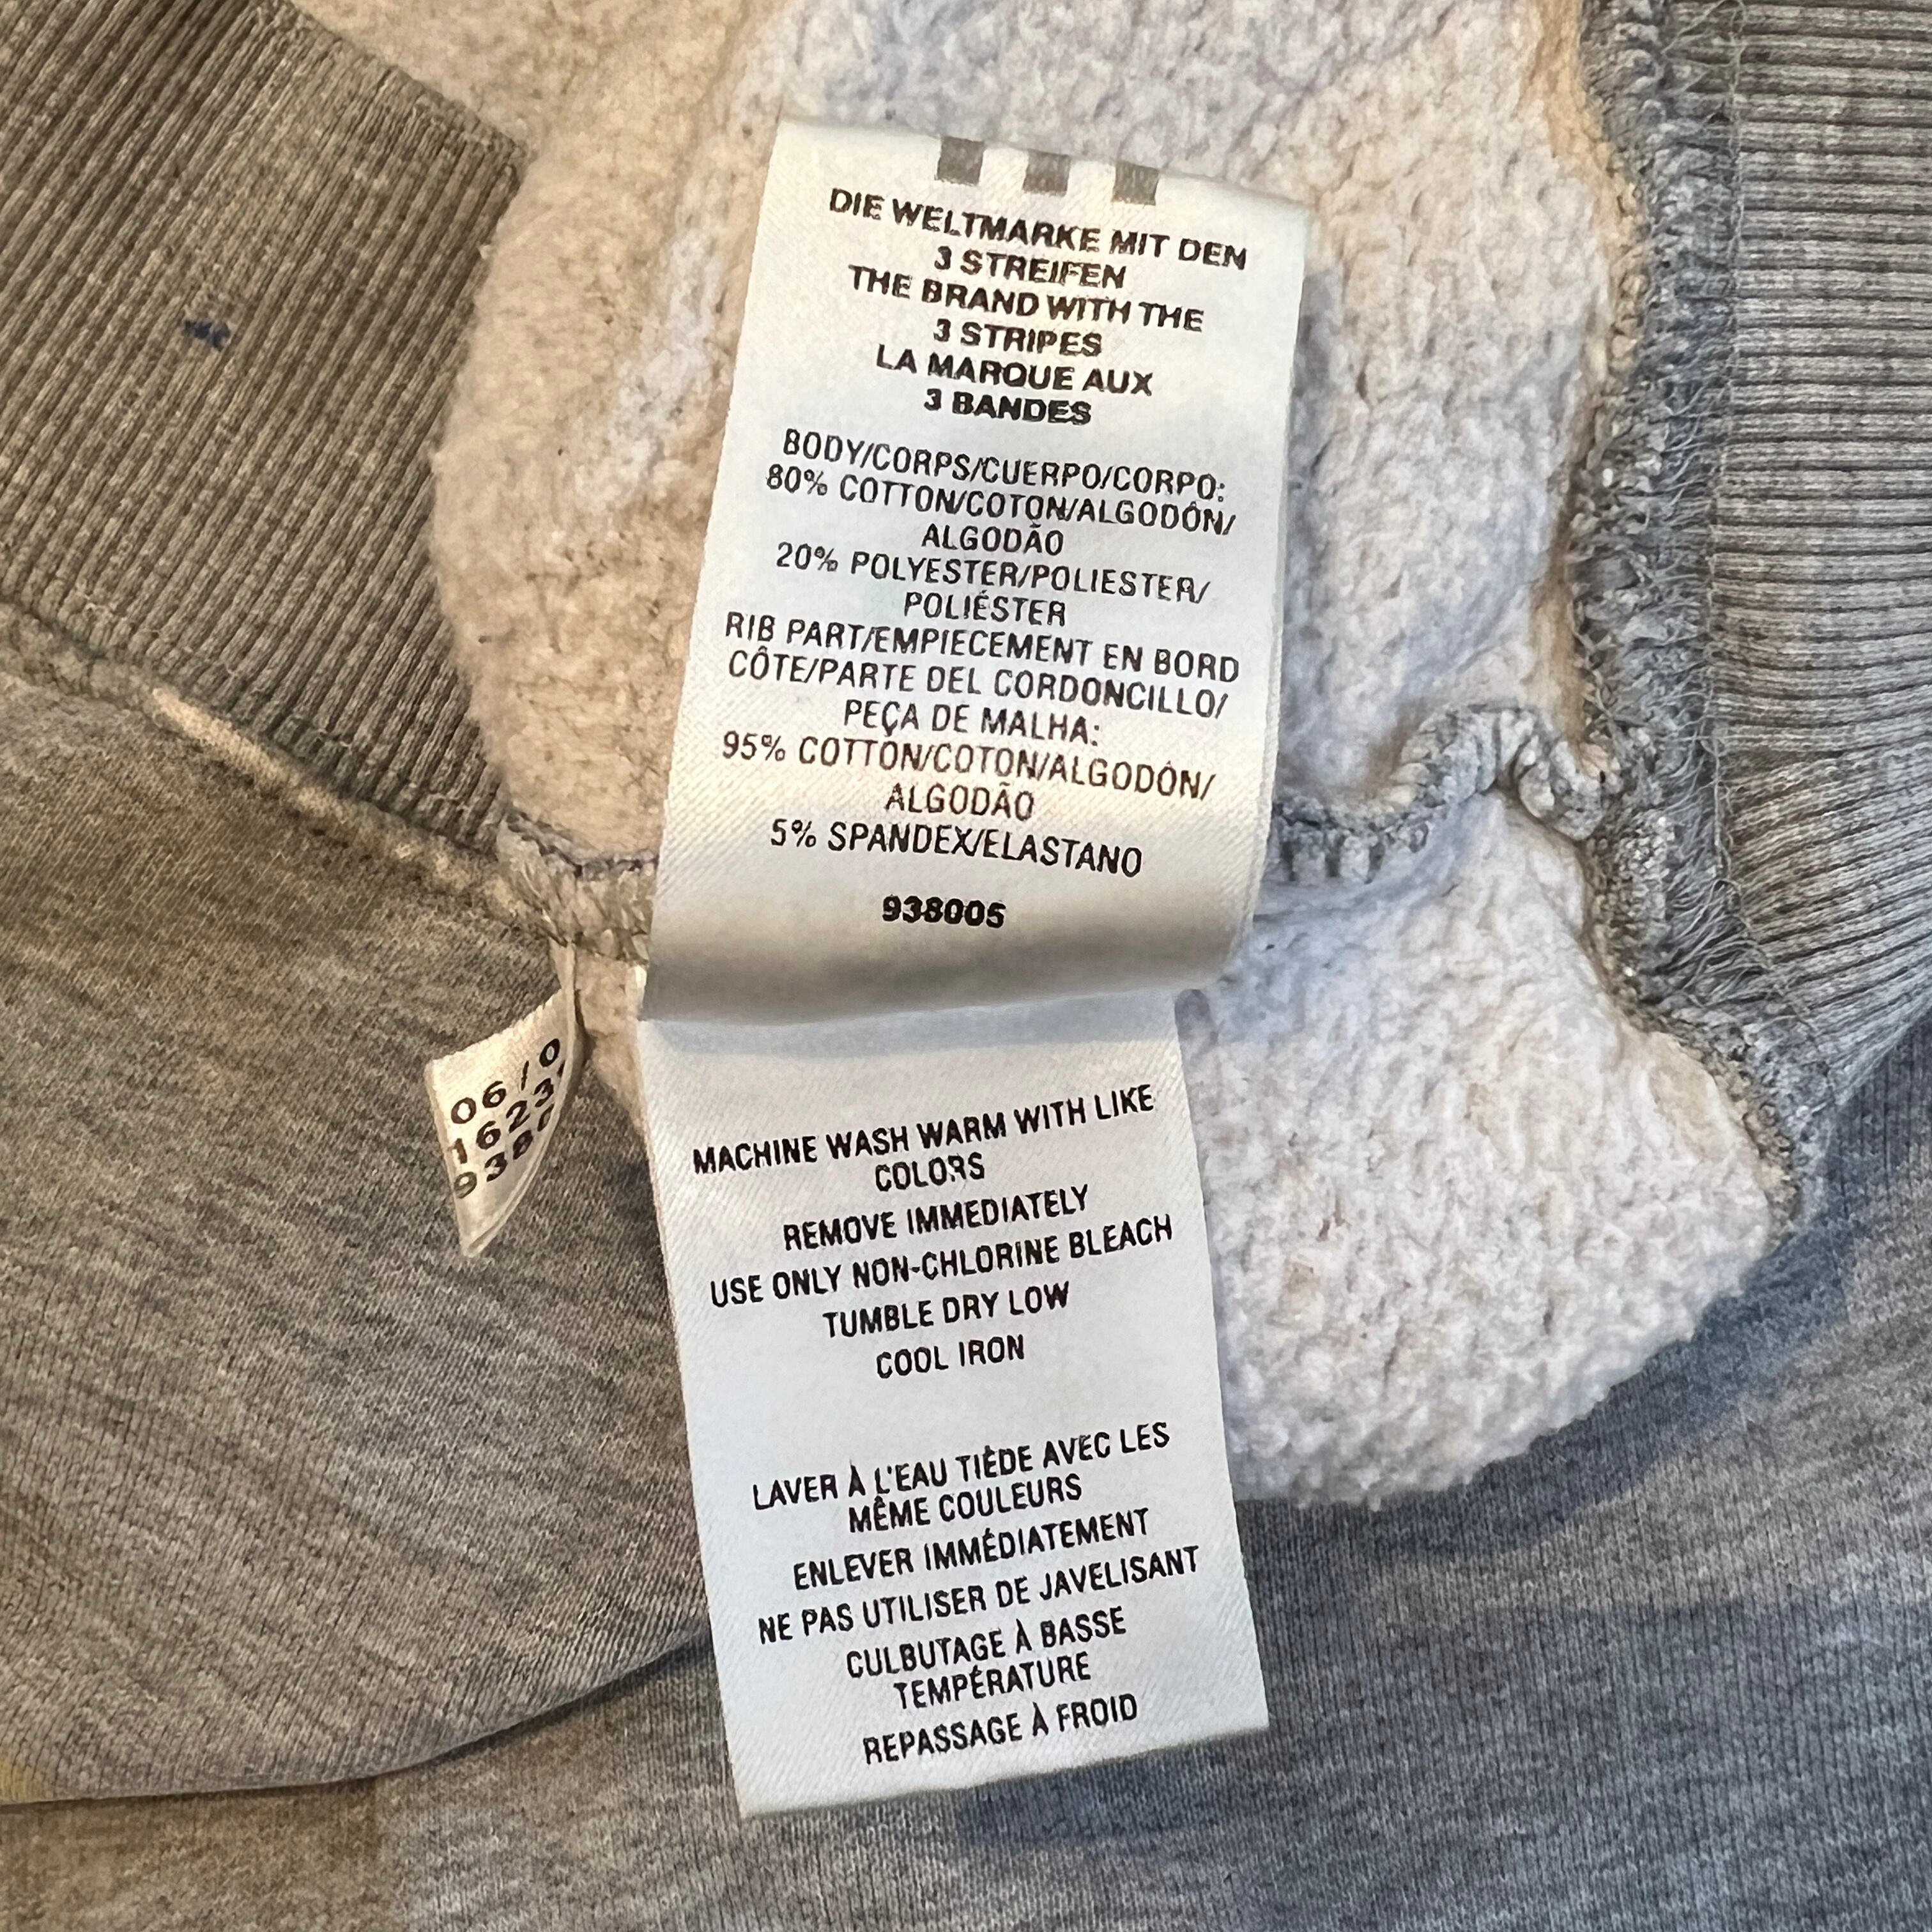 DIE WELTMARKE MIT DEN
3 STREIFEN
THE BRAND WITH THE
3 STRIPES
LA MARQUE AUX
3 BANDES
BODY/CORPS/CUERPO/CORPO:
80% COTTON/COTON/ALGODÓN/
ALGODÃO
20% POLYESTER/POLIESTER/
POLIÉSTER
RIB PART/EMPIECEMENT EN BORD
CÔTE/PARTE DEL CORDONCILLO/
PEÇA DE MALHA:
95% COTTON/COTON/ALGODÓN/
ALGODÃO
5% SPANDEX/ELASTANO
938005
06/0
1623
938
MACHINE WASH WARM WITH LIKE
COLORS
REMOVE IMMEDIATELY
USE ONLY NON-CHLORINE BLEACH
TUMBLE DRY LOW
COOL IRON
LAVER À L'EAU TIÈDE AVEC LES
MÊME COULEURS
ENLEVER IMMÉDIATEMENT
NE PAS UTILISER DE JAVELISANT
CULBUTAGE À BASSE
TEMPÉRATURE
REPASSAGE À FROID